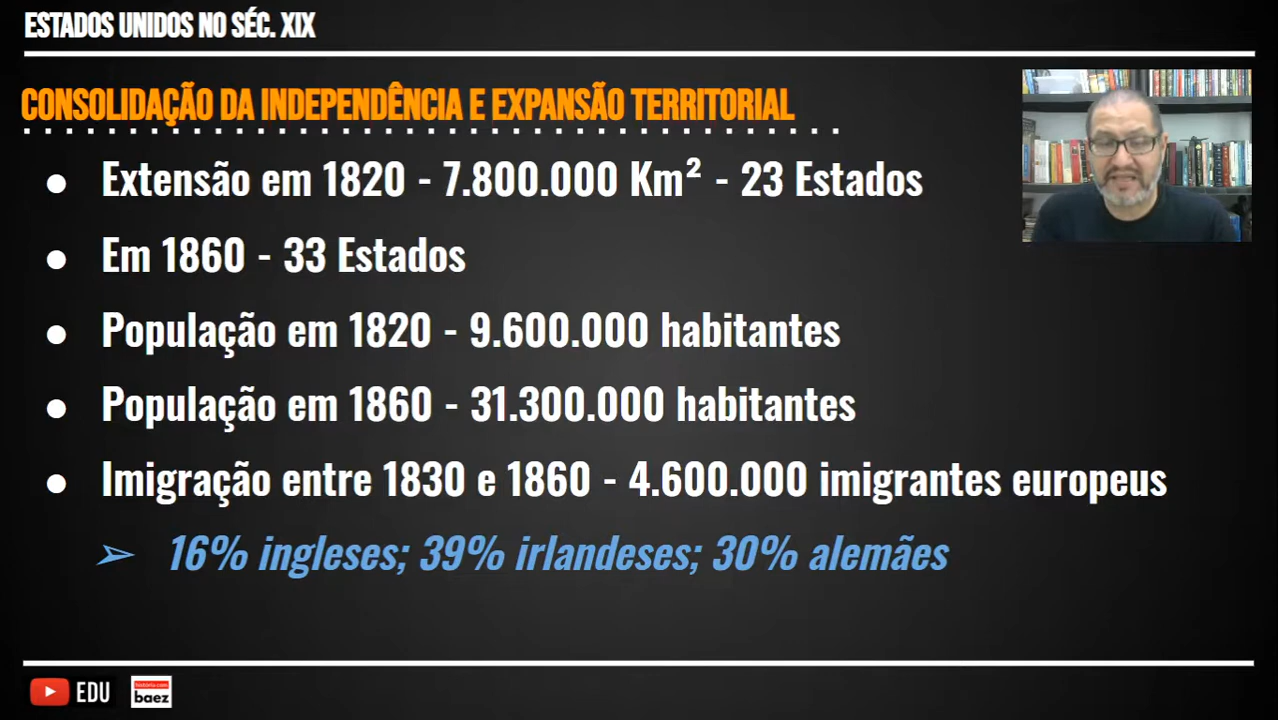 ESTADOS UNIDOS NO SÉC. XIX
CONSOLIDAÇÃO DA INDEPENDÊNCIA E EXPANSÃO TERRITORIAL
● Extensão em 1820 - 7.800.000 Km² - 23 Estados
● Em 1860 - 33 Estados
● População em 1820 - 9.600.000 habitantes
● População em 1860 - 31.300.000 habitantes
● Imigração entre 1830 e 1860 - 4.600.000 imigrantes europeus
➢ 16% ingleses; 39% irlandeses; 30% alemães
EDU
história com
baez